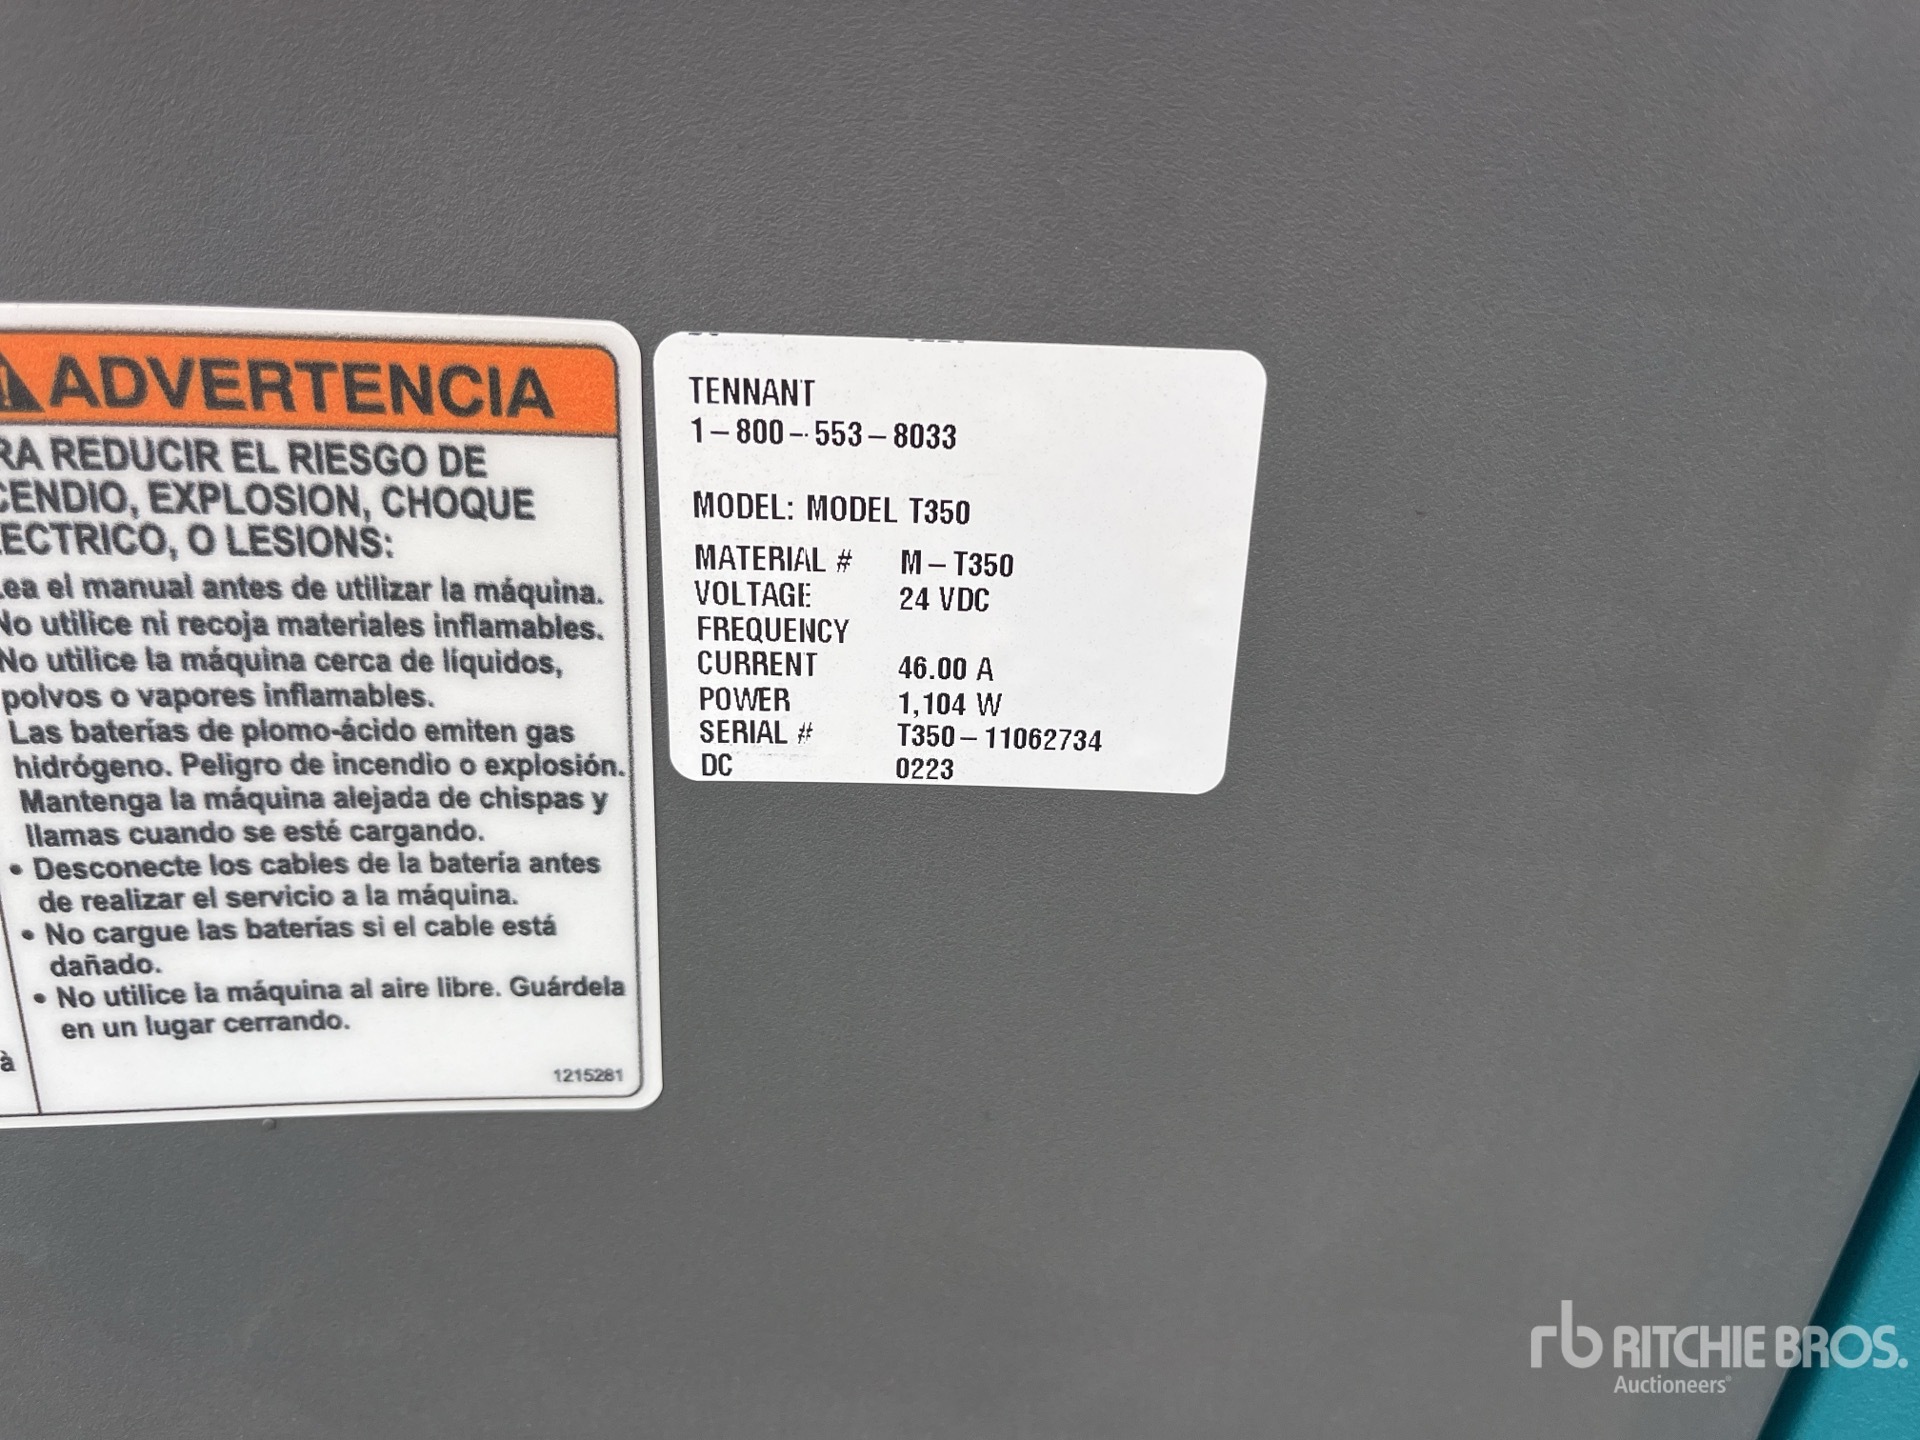 ADVERTENCIA
REDUCIR EL RIESGO DE
EXPLOSION, CHOQUE
O LESIONS:
el manual antes de utilizar la máquina.
No utilice ni recoja materiales inflamables.
No utilice la máquina cerca de líquidos,
polvos o vapores inflamables.
Las baterías de plomo-ácido emiten gas
hidrógeno. Peligro de incendio o explosión.
Mantenga la máquina alejada de chispas y
llamas cuando se esté cargando.
• Desconecte los cables de la batería antes
de realizar el servicio a la máquina.
• No cargue las baterías si el cable está
dañado.
• No utilice la máquina al aire libre. Guárdela
en un lugar cerrando.
à
1215281
TENNANT
1-800-553-8033
MODEL: MODEL T350
MATERIAL # M-T350
VOLTAGE 24 VDC
FREQUENCY
CURRENT 46.00 A
POWER 1,104 W
SERIAL # T350-11062734
DC 0223
rb RITCHIE BROS.
Auctioneers